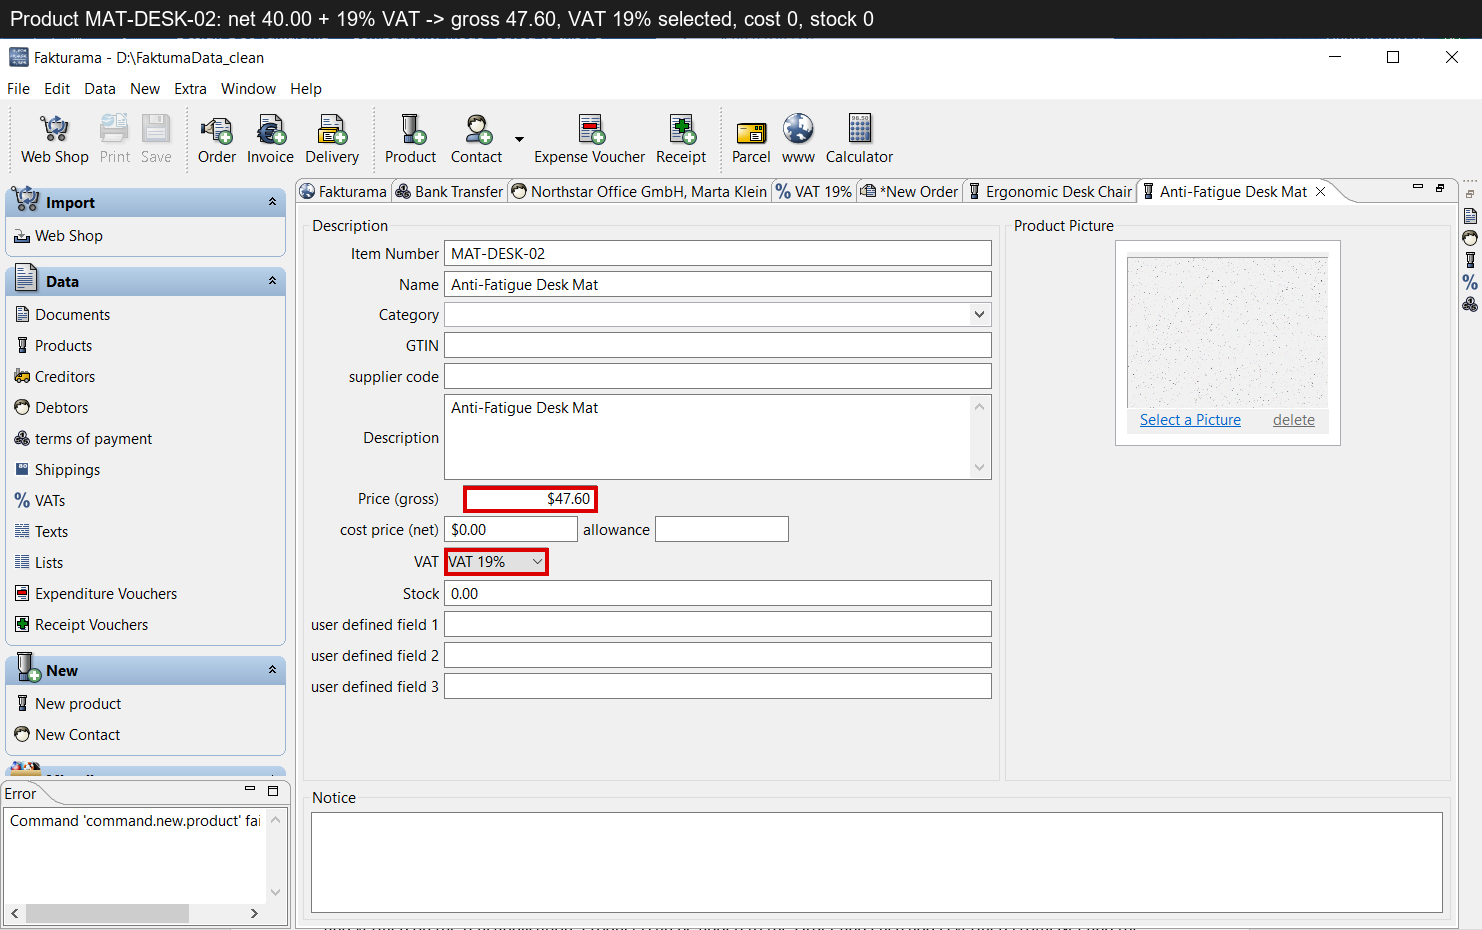 Product MAT-DESK-02: net 40.00 + 19% VAT -> gross 47.60, VAT 19% selected, cost 0, stock 0
Fakturama - D:\FaktumaData_clean
File Edit Data New Extra Window Help
Web Shop Print Save Order Invoice Delivery Product Contact Expense Voucher Receipt Parcel www Calculator
Import
Web Shop
Data
Documents
Products
Creditors
Debtors
terms of payment
Shippings
VATs
Texts
Lists
Expenditure Vouchers
Receipt Vouchers
New
New product
New Contact
Error
Command 'command.new.product' fai
Fakturama Bank Transfer Northstar Office GmbH, Marta Klein VAT 19% *New Order Ergonomic Desk Chair Anti-Fatigue Desk Mat
Description
Item Number MAT-DESK-02
Name Anti-Fatigue Desk Mat
Category
GTIN
supplier code
Description Anti-Fatigue Desk Mat
Price (gross) $47.60
cost price (net) $0.00 allowance
VAT VAT 19%
Stock 0.00
user defined field 1
user defined field 2
user defined field 3
Product Picture
Select a Picture delete
Notice